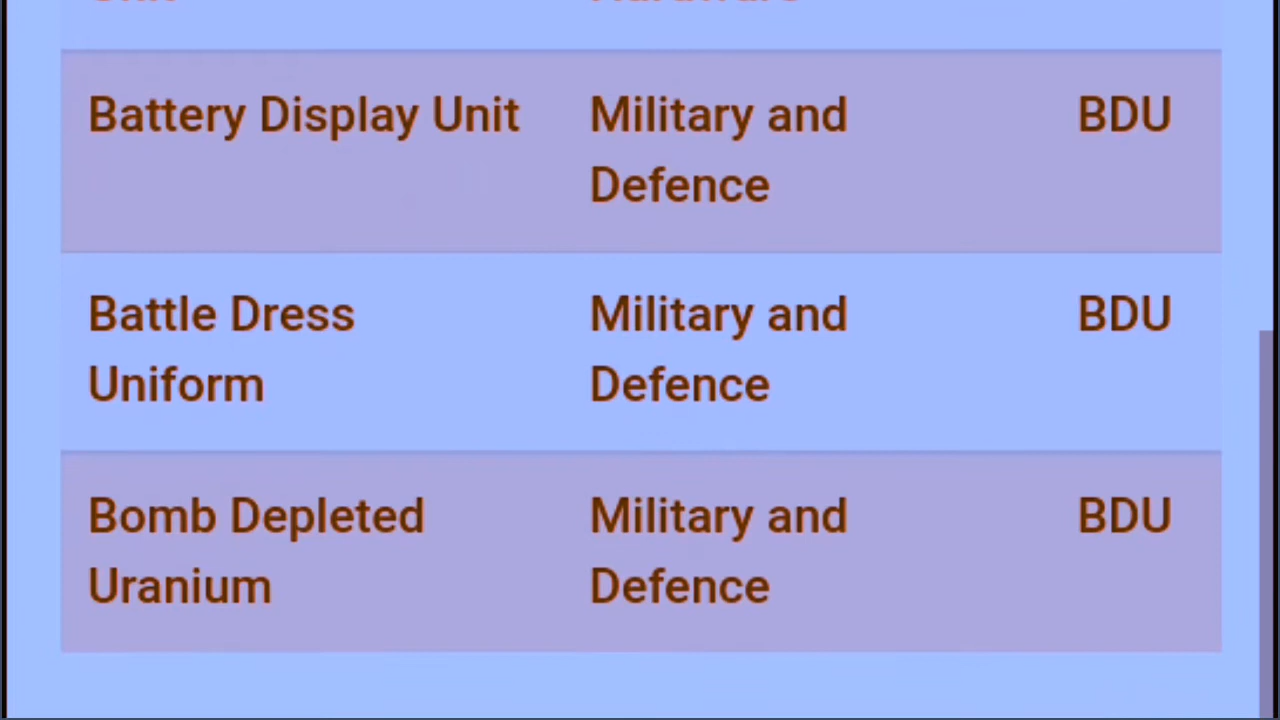 Battery Display Unit Military and BDU
Defence
Battle Dress Military and BDU
Uniform Defence
Bomb Depleted Military and BDU
Uranium Defence